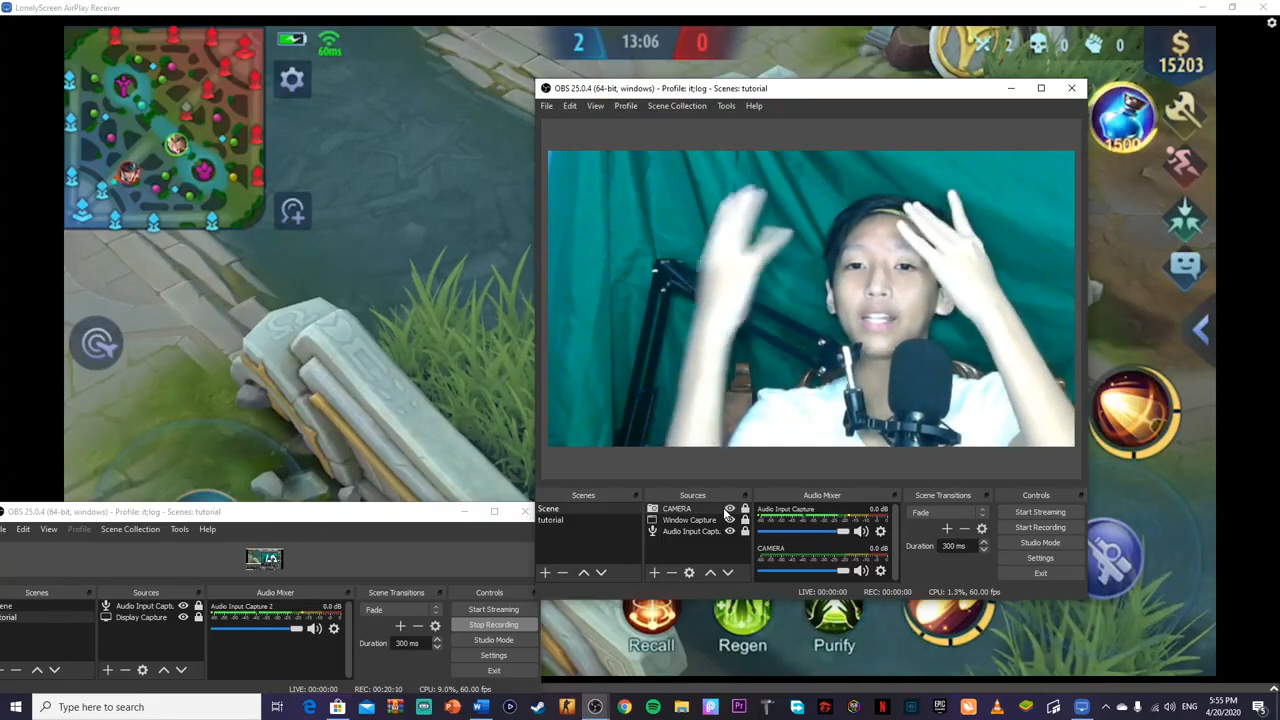 LonelyScreen AirPlay Receiver
60ms
2
13:06
0
2
0
0
$
15203
1500
OBS 25.0.4 (64-bit, windows) - Profile: it;log - Scenes: tutorial
File Edit View Profile Scene Collection Tools Help
Scenes Sources Audio Mixer Scene Transitions Controls
Scene
tutorial
CAMERA
Window Capture
Audio Input Captu
Audio Input Capture 0.0 dB
CAMERA 0.0 dB
Fade
Duration 300 ms
Start Streaming
Start Recording
Studio Mode
Settings
Exit
LIVE: 00:00:00 REC: 00:00:00 CPU: 1.3%, 60.00 fps
OBS 25.0.4 (64-bit, windows) - Profile: it;log - Scenes: tutorial
Edit View Profile Scene Collection Tools Help
Scenes Sources Audio Mixer Scene Transitions Controls
ene
torial
Audio Input Captu
Display Capture
Audio Input Capture 2 0.0 dB
Fade
Duration 300 ms
Start Streaming
Stop Recording
Studio Mode
Settings
Exit
LIVE: 00:00:00 REC: 00:20:10 CPU: 9.0%, 60.00 fps
Recall Regen Purify
Type here to search
ENG
5:55 PM
4/20/2020